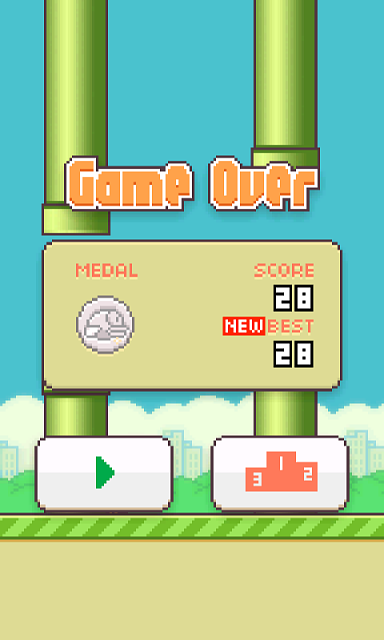 Game Over
MEDAL SCORE
28
NEW BEST
28
3 1 2